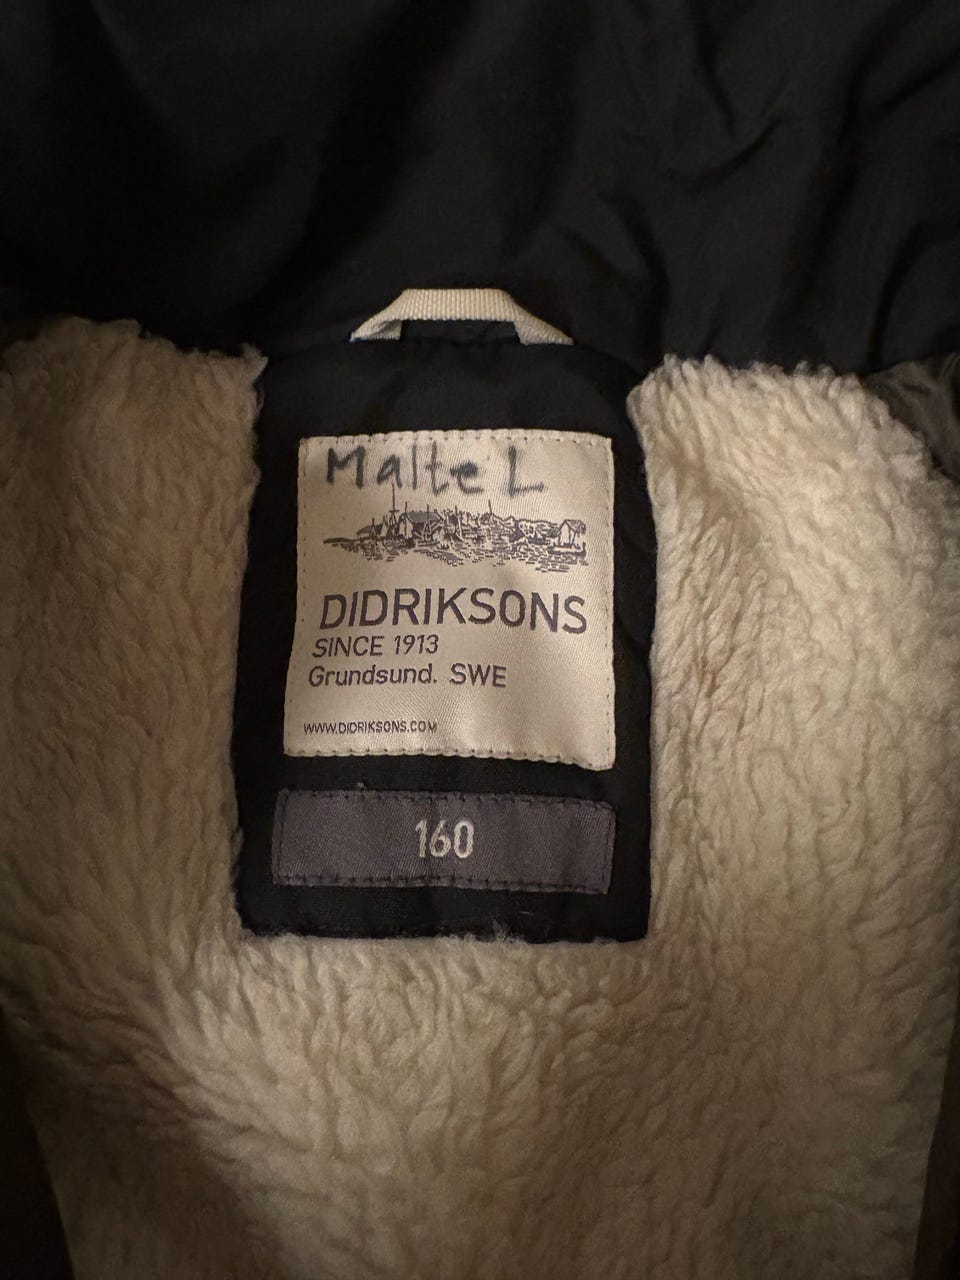 Malte L
DIDRIKSONS
SINCE 1913
Grundsund. SWE
WWW.DIDRIKSONS.COM
160